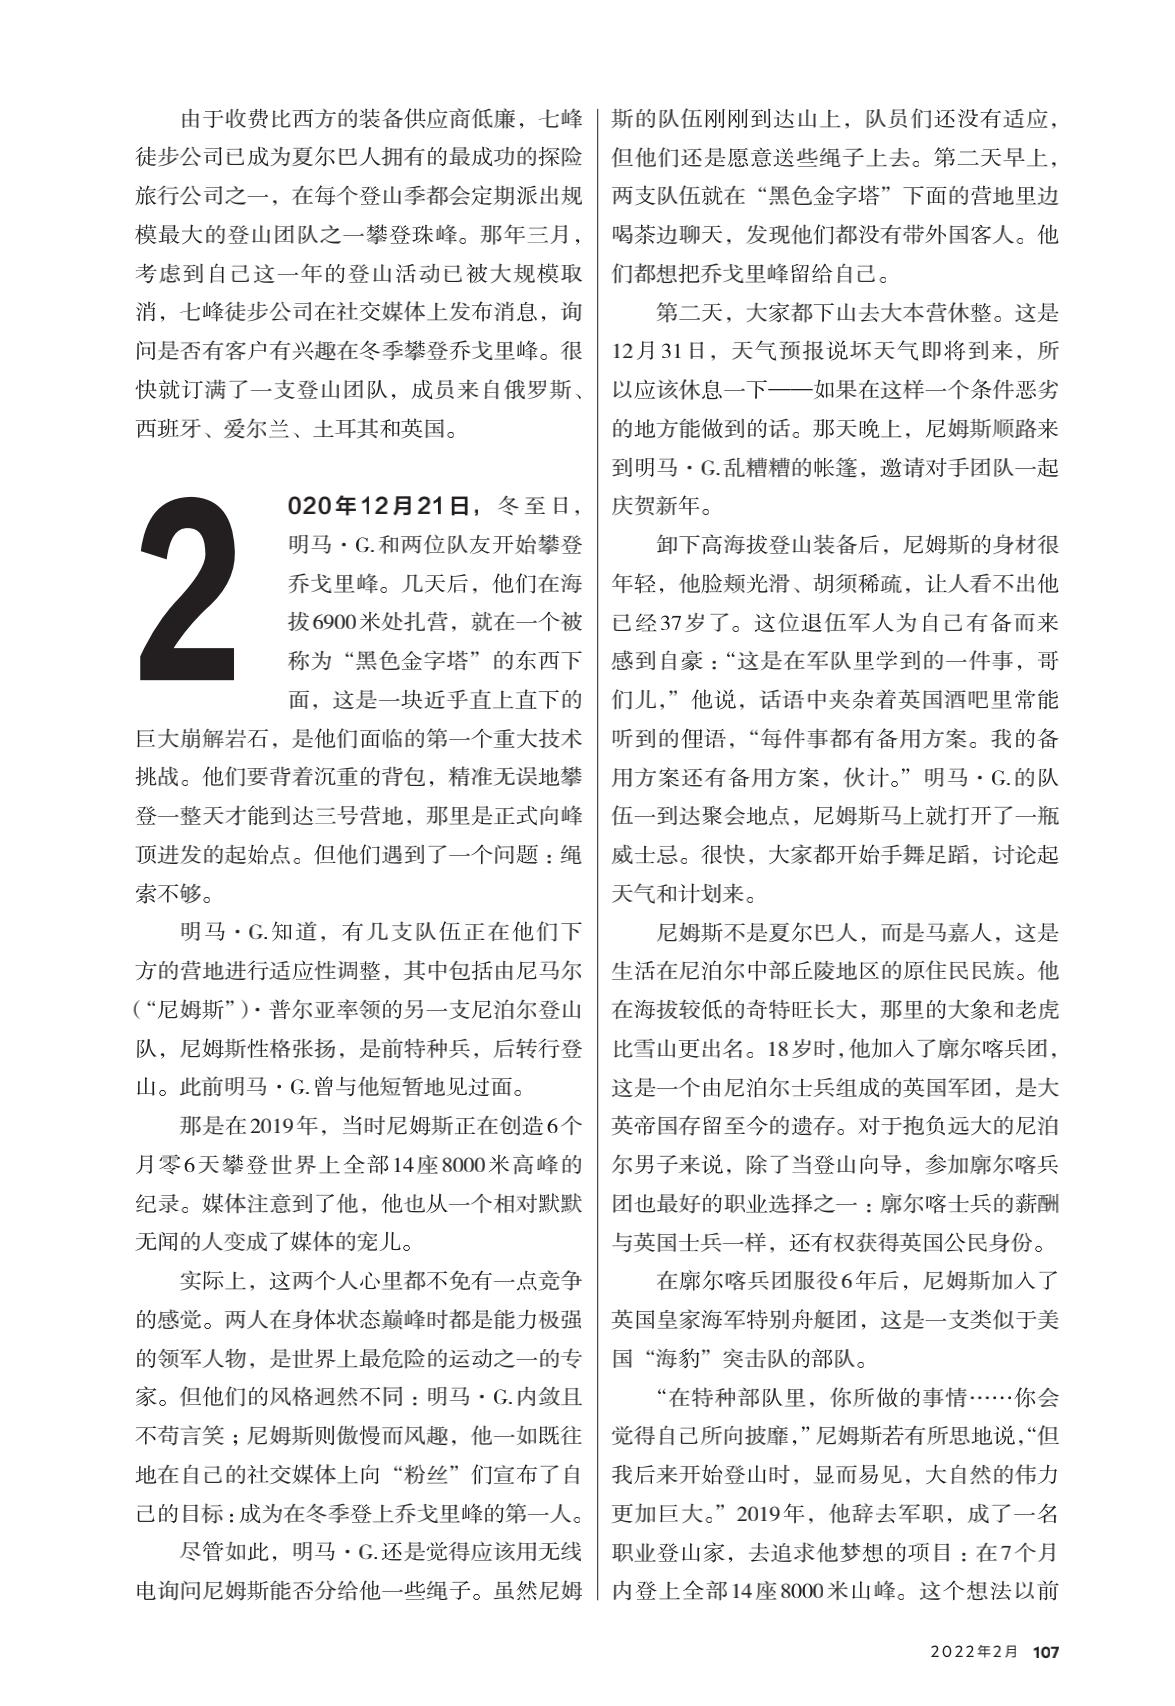 由于收费比西方的装备供应商低廉，七峰
徒步公司已成为夏尔巴人拥有的最成功的探险
旅行公司之一，在每个登山季都会定期派出规
模最大的登山团队之一攀登珠峰。那年三月，
考虑到自己这一年的登山活动已被大规模取
消，七峰徒步公司在社交媒体上发布消息，询
问是否有客户有兴趣在冬季攀登乔戈里峰。很
快就订满了一支登山团队，成员来自俄罗斯、
西班牙、爱尔兰、土耳其和英国。
2020年12月21日，冬至日，
明马·G.和两位队友开始攀登
乔戈里峰。几天后，他们在海
拔6900米处扎营，就在一个被
称为“黑色金字塔”的东西下
面，这是一块近乎直上直下的
巨大崩解岩石，是他们面临的第一个重大技术
挑战。他们要背着沉重的背包，精准无误地攀
登一整天才能到达三号营地，那里是正式向峰
顶进发的起始点。但他们遇到了一个问题：绳
索不够。
明马·G.知道，有几支队伍正在他们下
方的营地进行适应性调整，其中包括由尼马尔
（“尼姆斯”）·普尔亚率领的另一支尼泊尔登山
队，尼姆斯性格张扬，是前特种兵，后转行登
山。此前明马·G.曾与他短暂地见过面。
那是在2019年，当时尼姆斯正在创造6个
月零6天攀登世界上全部14座8000米高峰的
纪录。媒体注意到了他，他也从一个相对默默
无闻的人变成了媒体的宠儿。
实际上，这两个人心里都不免有一点竞争
的感觉。两人在身体状态巅峰时都是能力极强
的领军人物，是世界上最危险的运动之一的专
家。但他们的风格迥然不同：明马·G.内敛且
不苟言笑；尼姆斯则傲慢而风趣，他一如既往
地在自己的社交媒体上向“粉丝”们宣布了自
己的目标：成为在冬季登上乔戈里峰的第一人。
尽管如此，明马·G.还是觉得应该用无线
电询问尼姆斯能否分给他一些绳子。虽然尼姆
斯的队伍刚刚到达山上，队员们还没有适应，
但他们还是愿意送些绳子上去。第二天早上，
两支队伍就在“黑色金字塔”下面的营地里边
喝茶边聊天，发现他们都没有带外国客人。他
们都想把乔戈里峰留给自己。
第二天，大家都下山去大本营休整。这是
12月31日，天气预报说坏天气即将到来，所
以应该休息一下——如果在这样一个条件恶劣
的地方能做到的话。那天晚上，尼姆斯顺路来
到明马·G.乱糟糟的帐篷，邀请对手团队一起
庆贺新年。
卸下高海拔登山装备后，尼姆斯的身材很
年轻，他脸颊光滑、胡须稀疏，让人看不出他
已经37岁了。这位退伍军人为自己有备而来
感到自豪：“这是在军队里学到的一件事，哥
们儿，”他说，话语中夹杂着英国酒吧里常能
听到的俚语，“每件事都有备用方案。我的备
用方案还有备用方案，伙计。”明马·G.的队
伍一到达聚会地点，尼姆斯马上就打开了一瓶
威士忌。很快，大家都开始手舞足蹈，讨论起
天气和计划来。
尼姆斯不是夏尔巴人，而是马嘉人，这是
生活在尼泊尔中部丘陵地区的原住民民族。他
在海拔较低的奇特旺长大，那里的大象和老虎
比雪山更出名。18岁时，他加入了廓尔喀兵团，
这是一个由尼泊尔士兵组成的英国军团，是大
英帝国存留至今的遗存。对于抱负远大的尼泊
尔男子来说，除了当登山向导，参加廓尔喀兵
团也最好的职业选择之一：廓尔喀士兵的薪酬
与英国士兵一样，还有权获得英国公民身份。
在廓尔喀兵团服役6年后，尼姆斯加入了
英国皇家海军特别舟艇团，这是一支类似于美
国“海豹”突击队的部队。
“在特种部队里，你所做的事情……你会
觉得自己所向披靡，”尼姆斯若有所思地说，“但
我后来开始登山时，显而易见，大自然的伟力
更加巨大。”2019年，他辞去军职，成了一名
职业登山家，去追求他梦想的项目：在7个月
内登上全部14座8000米山峰。这个想法以前
2022年2月 107